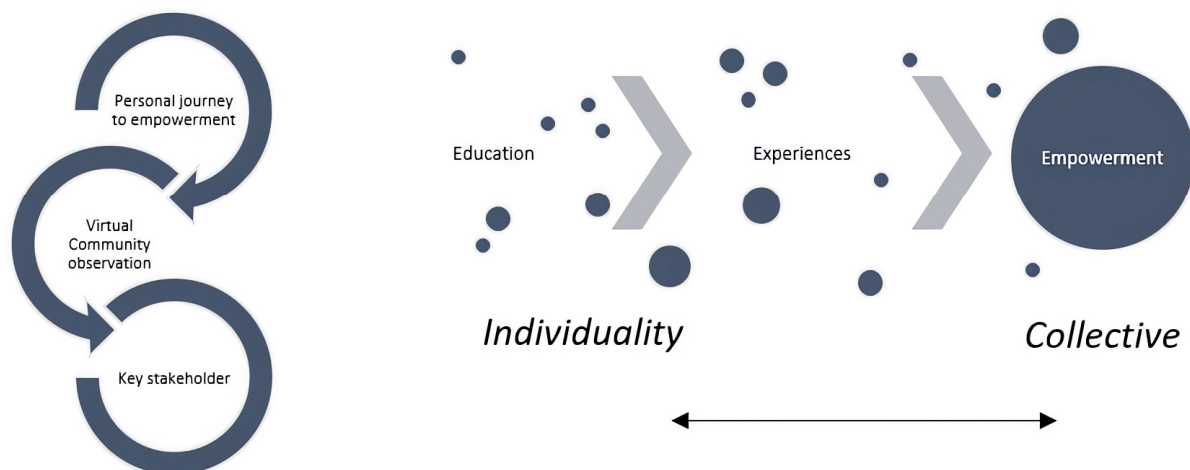 Personal journey
to empowerment
Virtual
Community
observation
Key stakeholder
Education
Experiences
Empowerment
Individuality
Collective